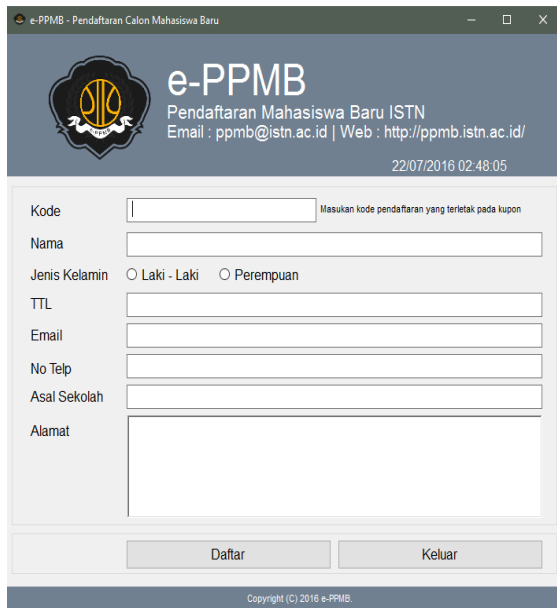 e-PPMB - Pendaftaran Calon Mahasiswa Baru
e-PPMB
e-PPMB
Pendaftaran Mahasiswa Baru ISTN
Email : ppmb@istn.ac.id | Web : http://ppmb.istn.ac.id/
22/07/2016 02:48:05
Kode
Masukan kode pendaftaran yang terletak pada kupon
Nama
Jenis Kelamin Laki - Laki Perempuan
TTL
Email
No Telp
Asal Sekolah
Alamat
Daftar Keluar
Copyright (C) 2016 e-PPMB.